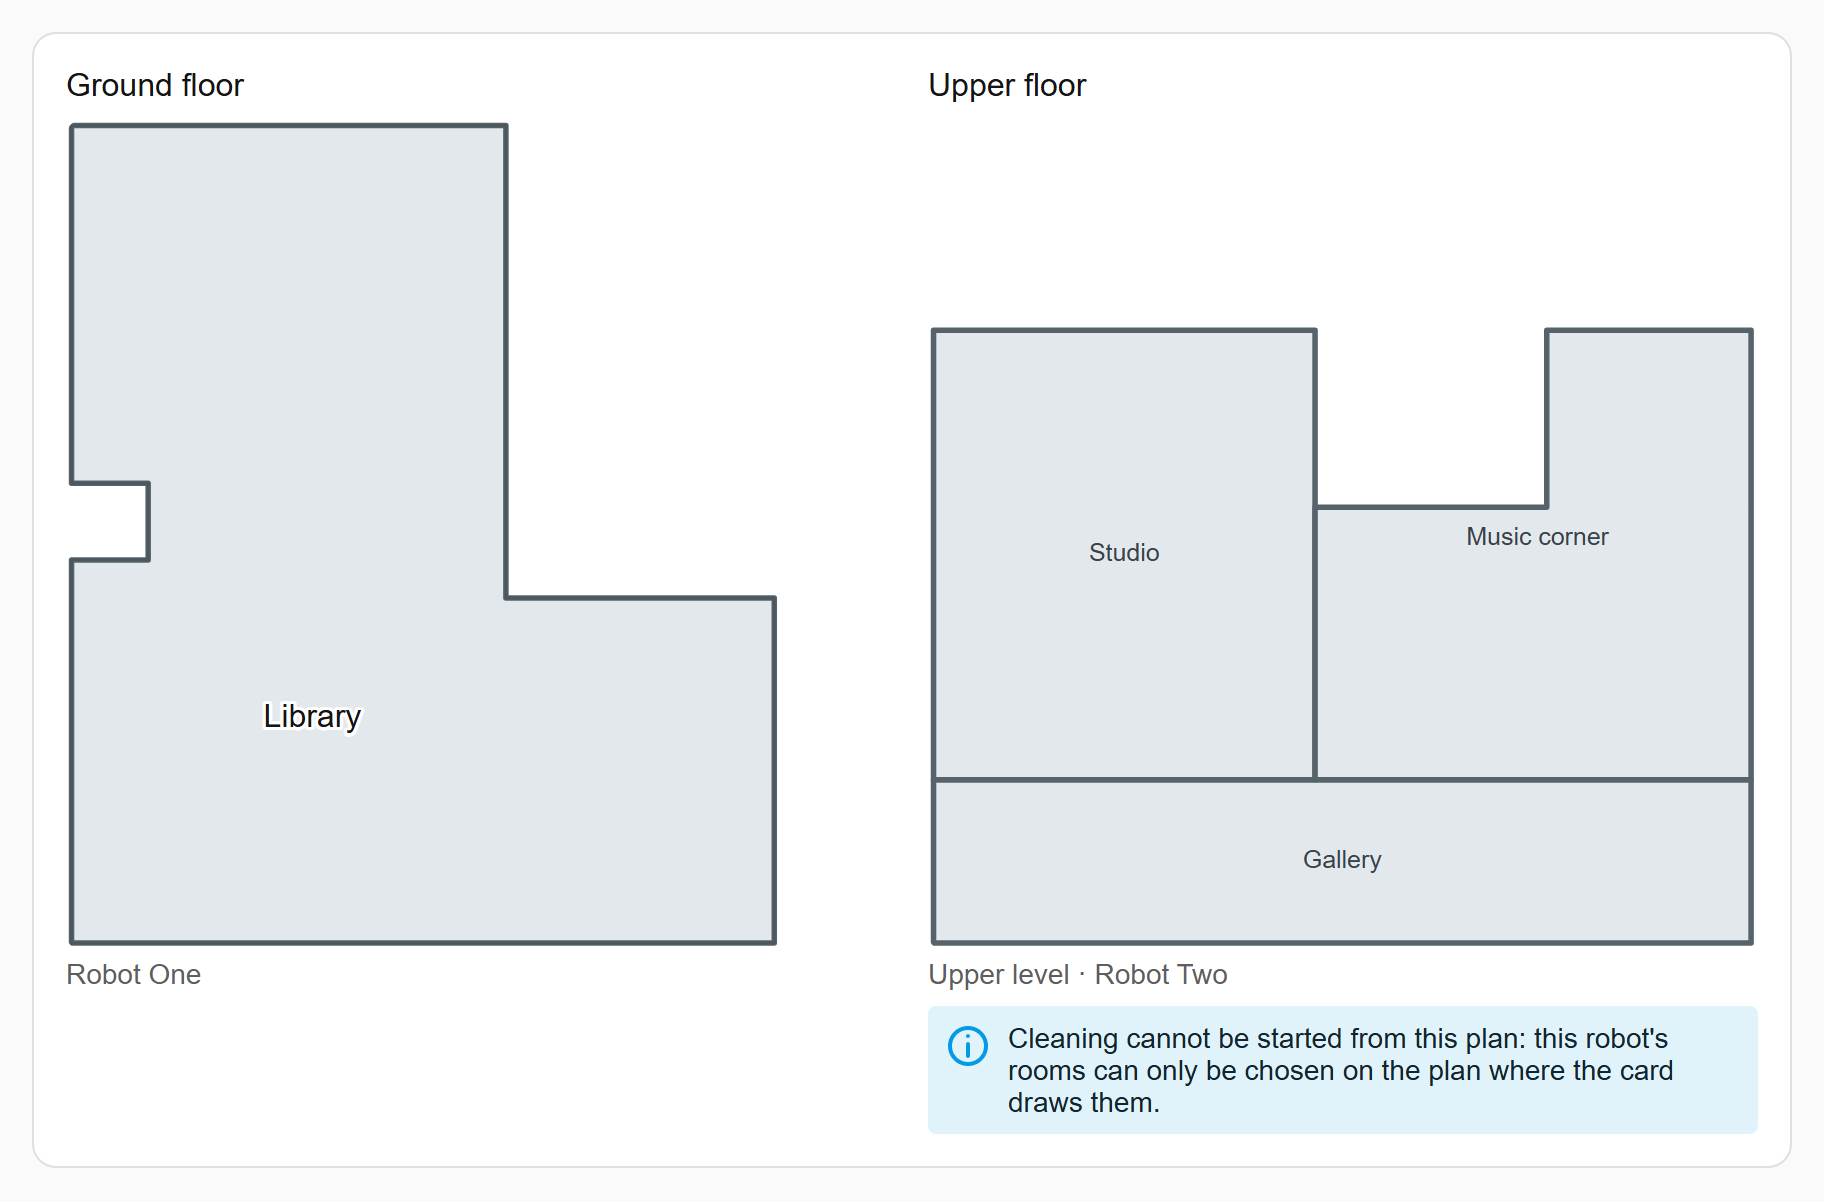 Ground floor
Library
Robot One
Upper floor
Studio
Music corner
Gallery
Upper level · Robot Two
Cleaning cannot be started from this plan: this robot's
rooms can only be chosen on the plan where the card
draws them.